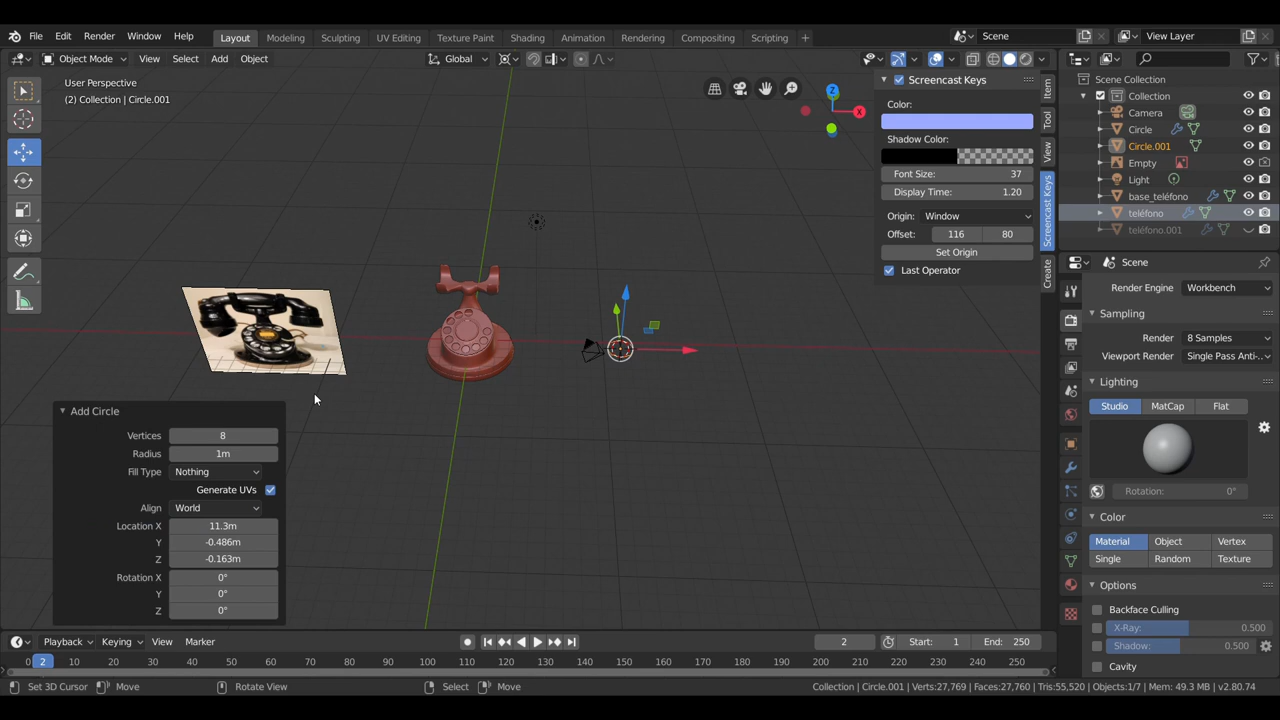 File Edit Render Window Help Layout Modeling Sculpting UV Editing Texture Paint Shading Animation Rendering Compositing Scripting + Scene View Layer
Object Mode View Select Add Object Global
User Perspective
(2) Collection | Circle.001
Z
X
Screencast Keys
Color:
Shadow Color:
Font Size: 37
Display Time: 1.20
Origin: Window
Offset: 116 80
Set Origin
Last Operator
Item
Tool
View
Screencast Keys
Create
Scene Collection
Collection
Camera
Circle
Circle.001
Empty
Light
base_teléfono
teléfono
teléfono.001
Scene
Render Engine Workbench
Sampling
Render 8 Samples
Viewport Render Single Pass Anti-..
Lighting
Studio MatCap Flat
Rotation: 0°
Color
Material Object Vertex
Single Random Texture
Options
Backface Culling
X-Ray: 0.500
Shadow: 0.500
Cavity
Add Circle
Vertices 8
Radius 1m
Fill Type Nothing
Generate UVs
Align World
Location X 11.3m
Y -0.486m
Z -0.163m
Rotation X 0°
Y 0°
Z 0°
Playback Keying View Marker 2 Start: 1 End: 250
0 2 10 20 30 40 50 60 70 80 90 100 110 120 130 140 150 160 170 180 190 200 210 220 230 240 250
Set 3D Cursor Move Rotate View Select Move Collection | Circle.001 | Verts:27,769 | Faces:27,760 | Tris:55,520 | Objects:1/7 | Mem: 49.3 MB | v2.80.74